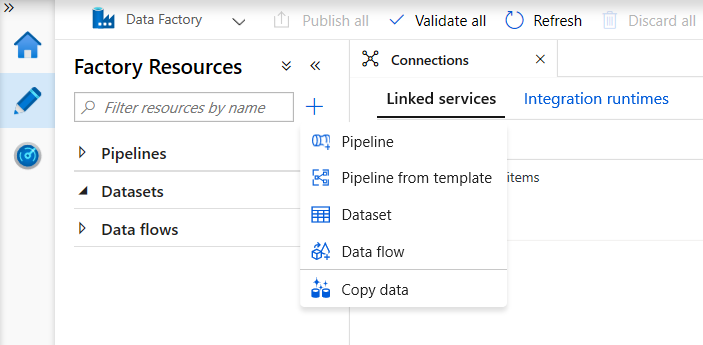 Data Factory
Publish all
Validate all
Refresh
Discard all
Factory Resources
Connections
Filter resources by name
Linked services
Integration runtimes
Pipelines
Datasets
Data flows
Pipeline
Pipeline from template
items
Dataset
Data flow
Copy data